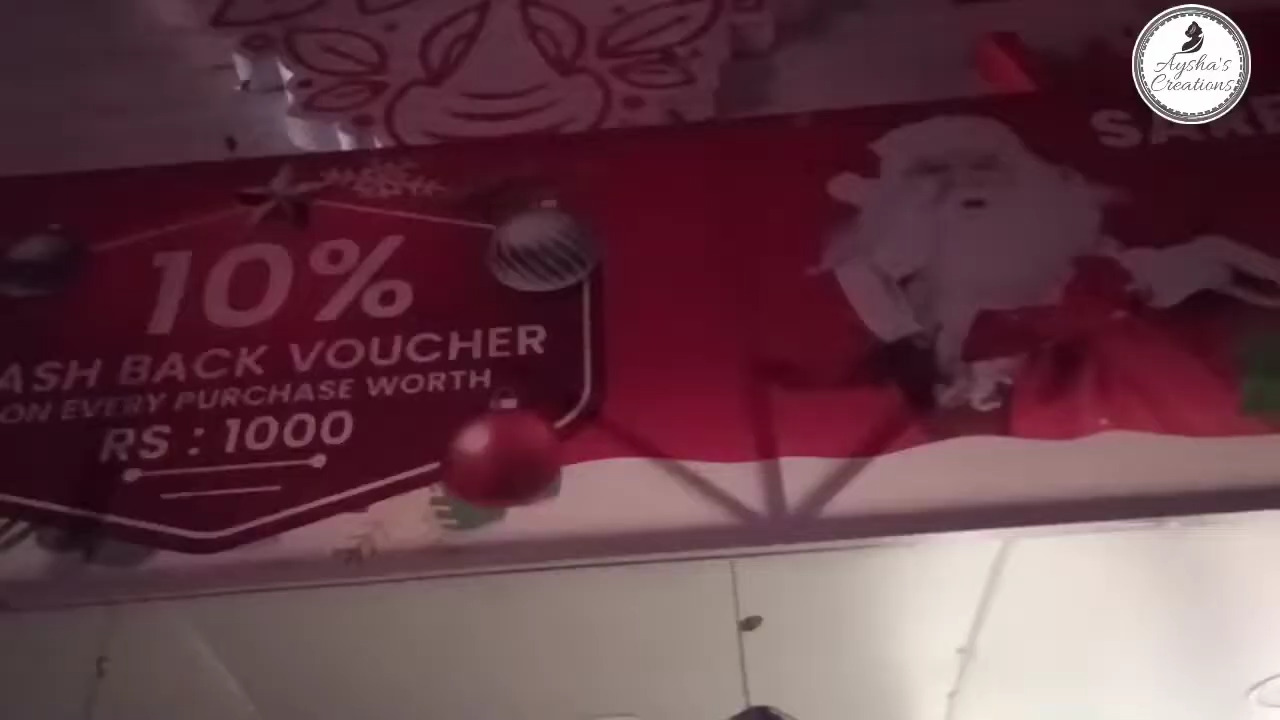 Aysha's
Creations
10%
ASH BACK VOUCHER
ON EVERY PURCHASE WORTH
RS : 1000